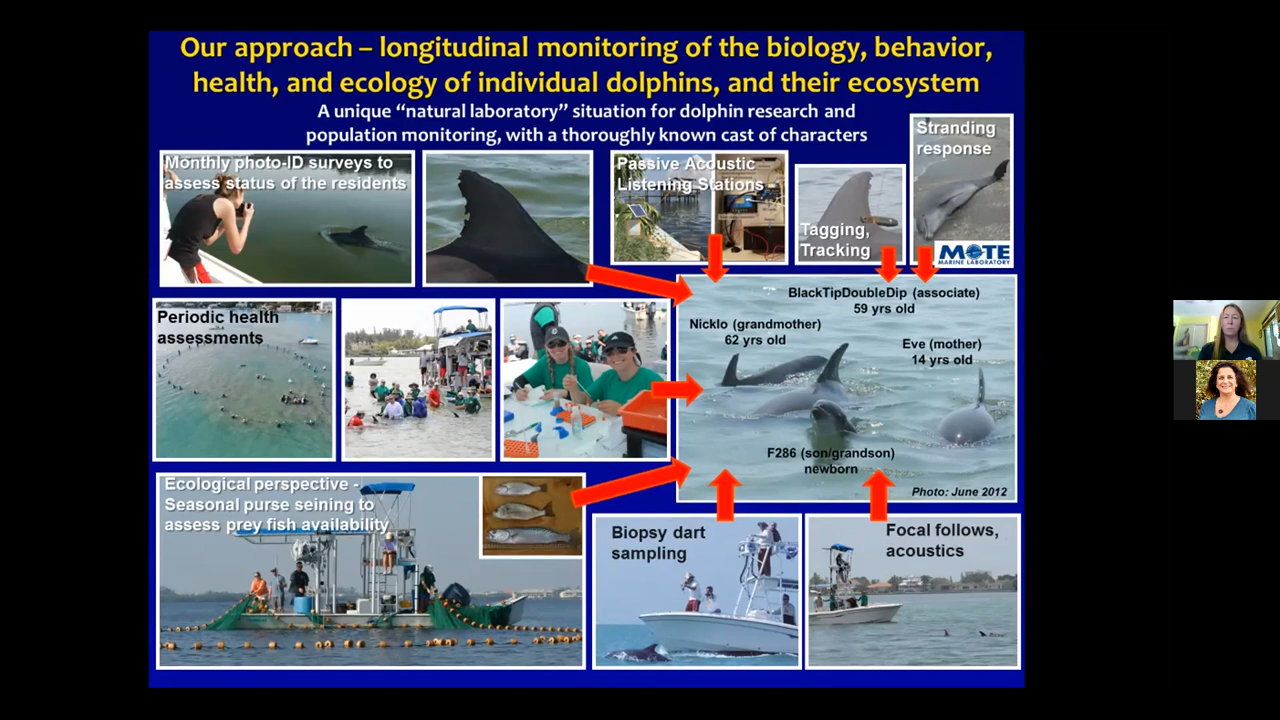 Our approach – longitudinal monitoring of the biology, behavior,
health, and ecology of individual dolphins, and their ecosystem
A unique “natural laboratory” situation for dolphin research and
population monitoring, with a thoroughly known cast of characters
Monthly photo-ID surveys to
assess status of the residents
Passive Acoustic
Listening Stations
Tagging,
Tracking
Stranding
response
MOTE
MARINE LABORATORY
Periodic health
assessments
BlackTipDoubleDip (associate)
59 yrs old
Nicklo (grandmother)
62 yrs old
Eve (mother)
14 yrs old
F286 (son/grandson)
newborn
Photo: June 2012
Ecological perspective -
Seasonal purse seining to
assess prey fish availability
Biopsy dart
sampling
Focal follows,
acoustics